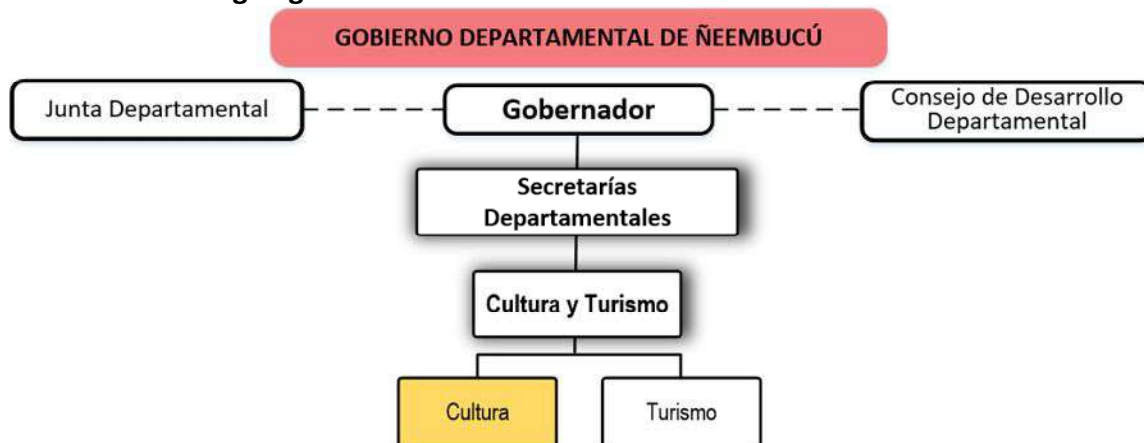 GOBIERNO DEPARTAMENTAL DE ÑEEMBUCÚ
Junta Departamental
Gobernador
Consejo de Desarrollo
Departamental
Secretarías
Departamentales
Cultura y Turismo
Cultura
Turismo